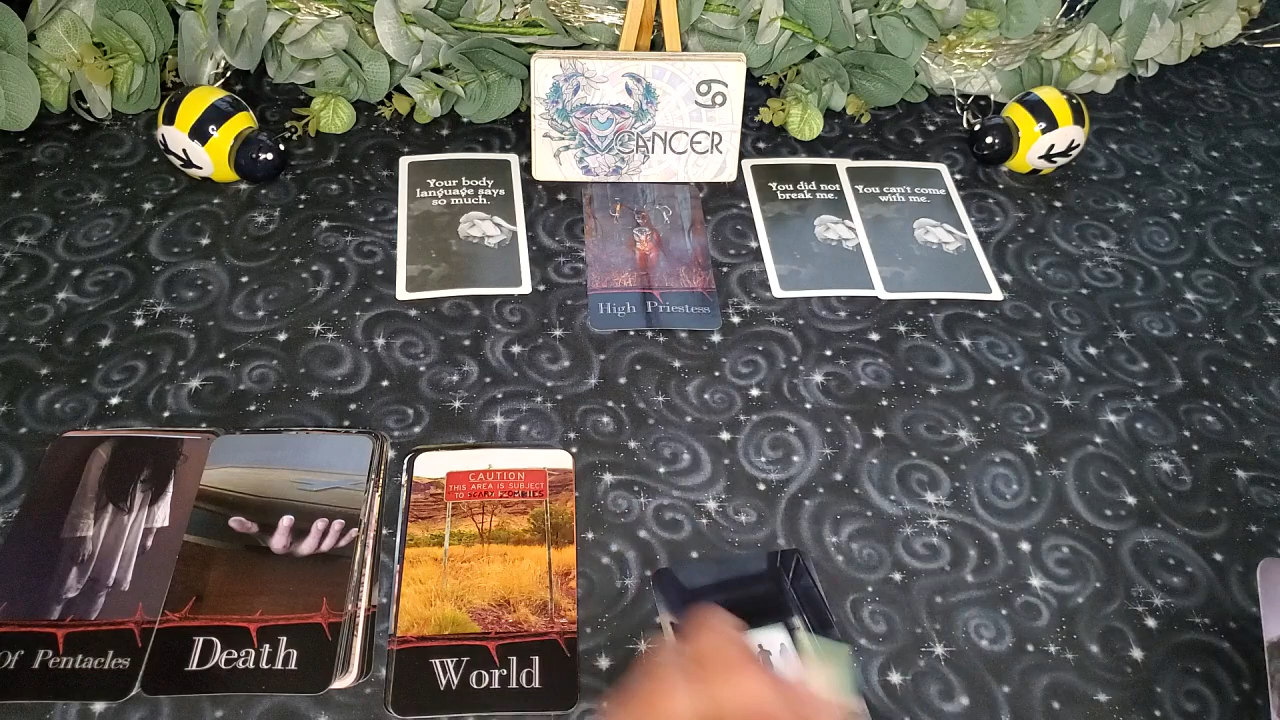 CANCER
Your body
language says
so much.
You did not
break me.
You can't come
with me.
High Priestess
CAUTION
THIS AREA IS SUBJECT
TO SCARY ZOMBIES
Of Pentacles
Death
World